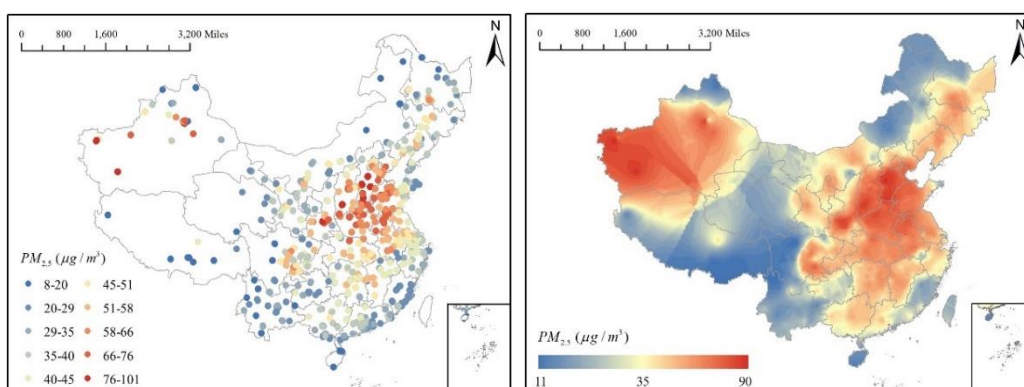 N
0 800 1,600 3,200 Miles
PM2.5 (μg / m³)
8-20
20-29
29-35
35-40
40-45
45-51
51-58
58-66
66-76
76-101
N
0 800 1,600 3,200 Miles
PM2.5 (μg / m³)
11 35 90